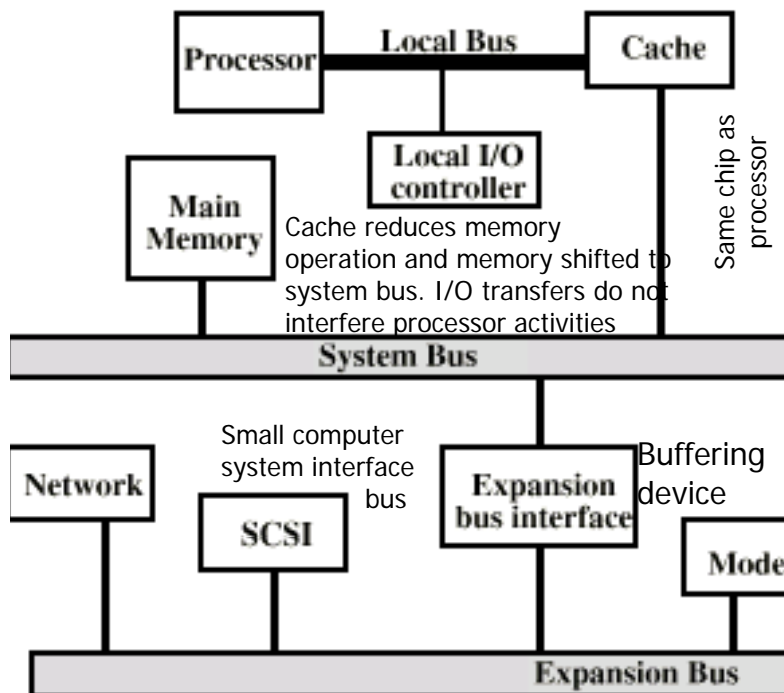 Local Bus
Processor
Cache
Local I/O
controller
Same chip as
processor
Main
Memory
Cache reduces memory
operation and memory shifted to
system bus. I/O transfers do not
interfere processor activities
System Bus
Small computer
system interface
bus
Network
SCSI
Expansion
bus interface
Buffering
device
Mode
Expansion Bus